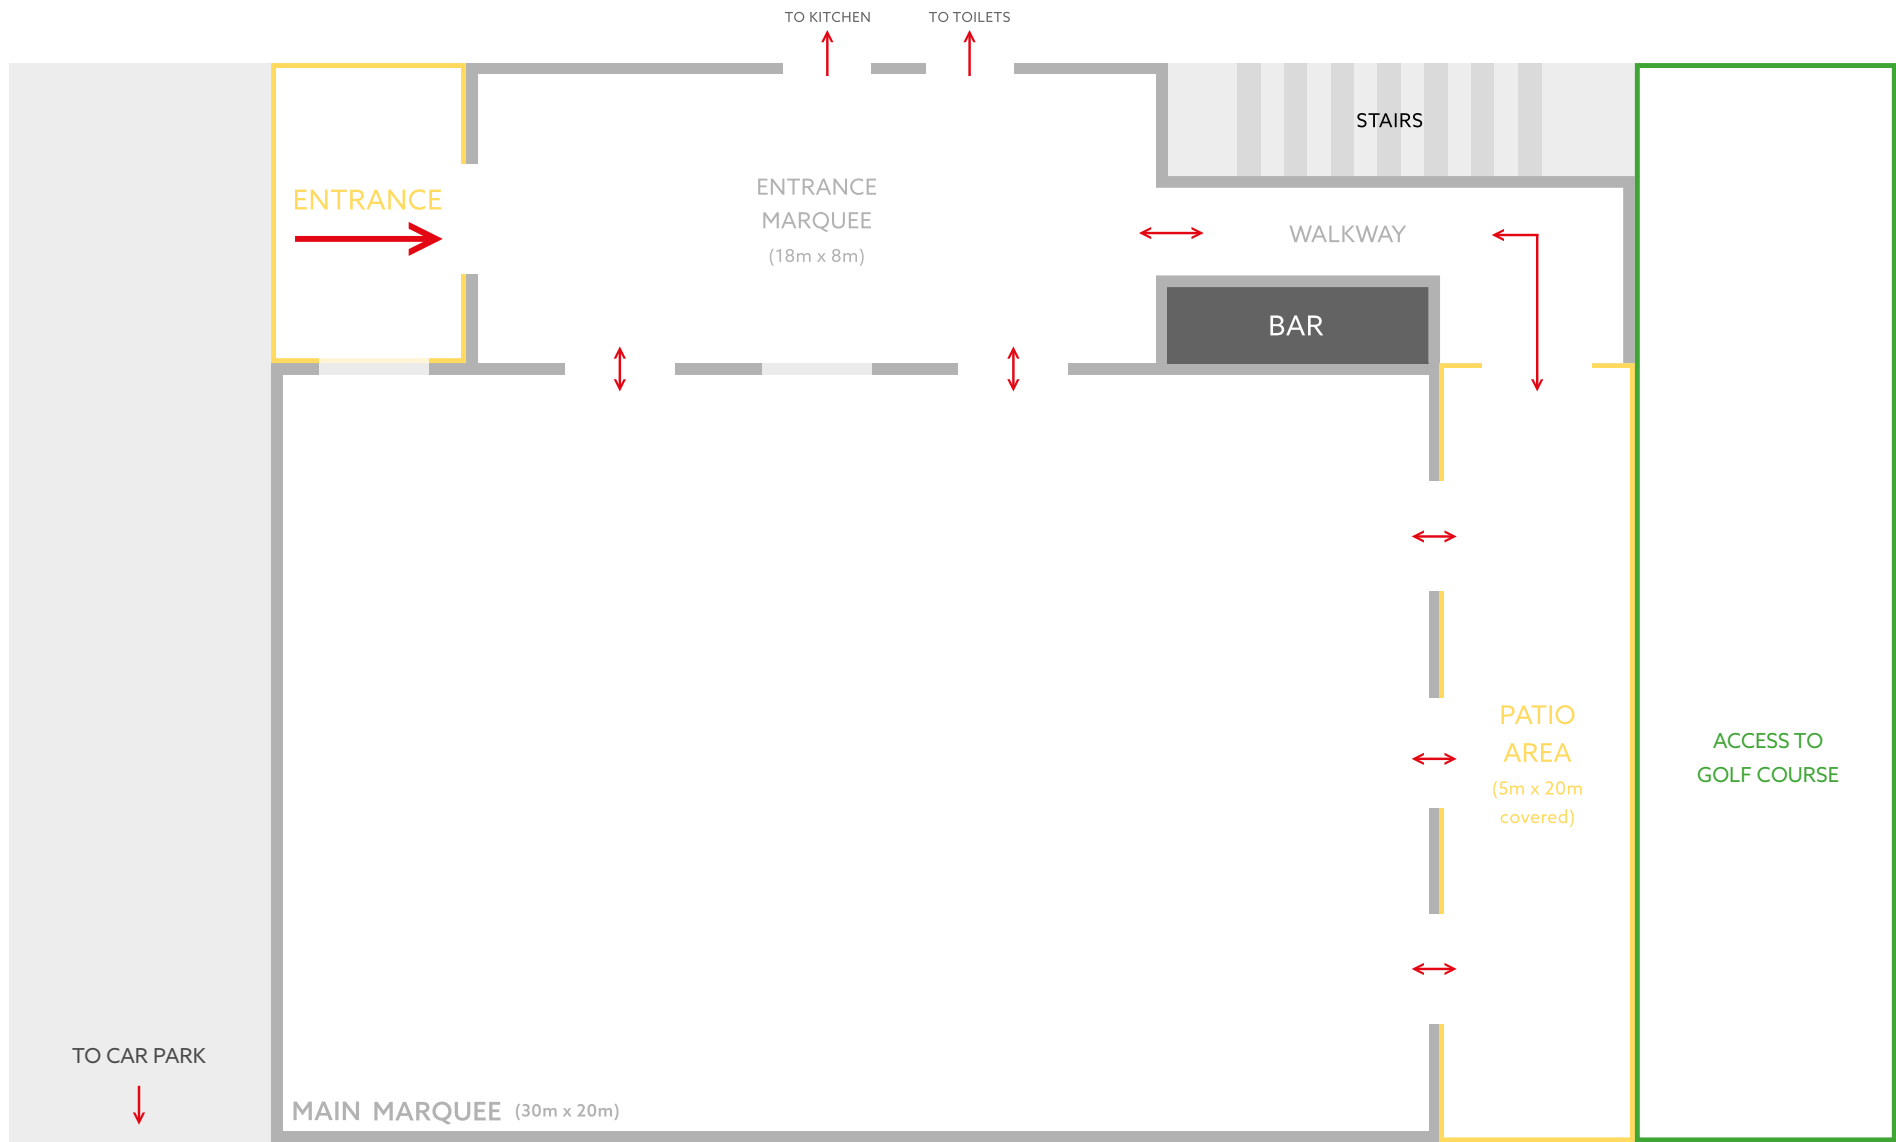 TO KITCHEN
TO TOILETS
STAIRS
ENTRANCE
ENTRANCE
MARQUEE
(18m x 8m)
WALKWAY
BAR
PATIO
AREA
(5m x 20m
covered)
ACCESS TO
GOLF COURSE
TO CAR PARK
MAIN MARQUEE (30m x 20m)